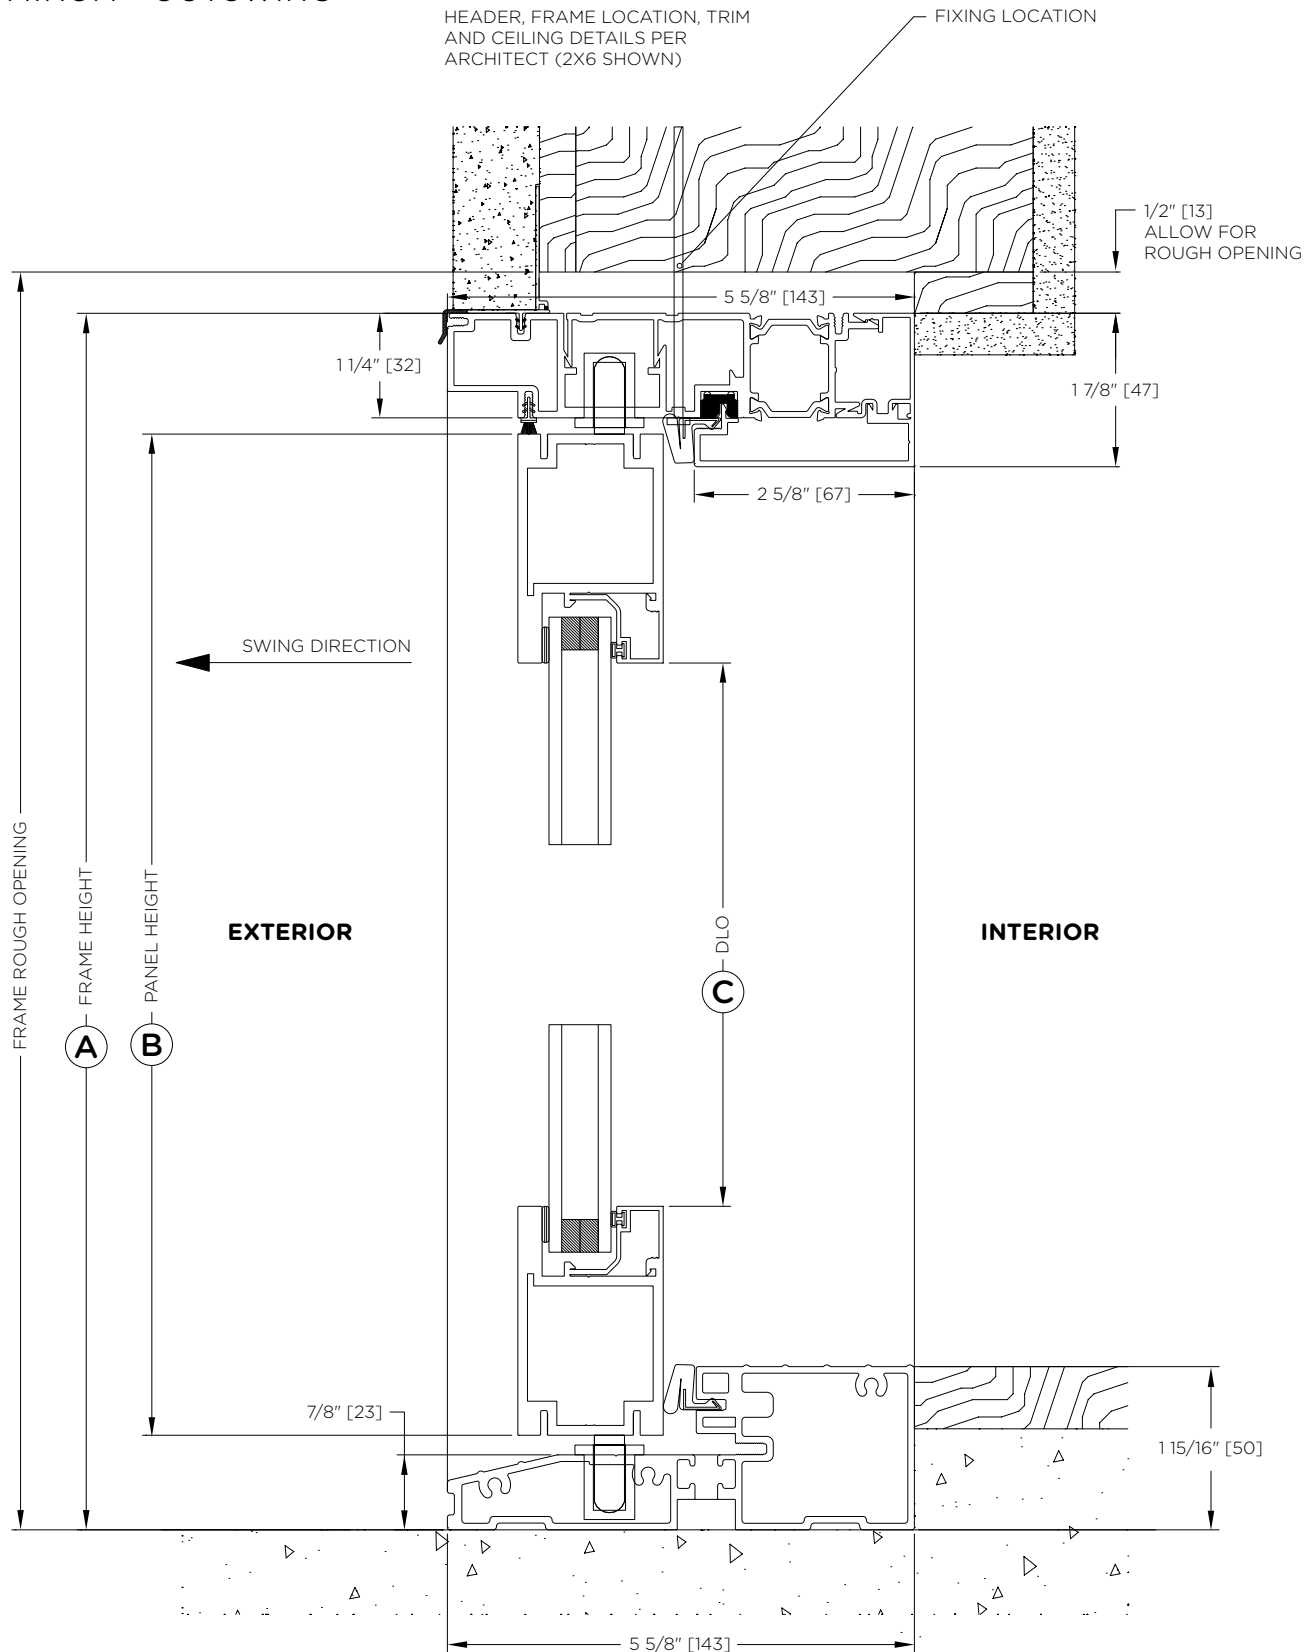 HEADER, FRAME LOCATION, TRIM
AND CEILING DETAILS PER
ARCHITECT (2X6 SHOWN)
FIXING LOCATION
1/2" [13]
ALLOW FOR
ROUGH OPENING
5 5/8" [143]
1 1/4" [32]
1 7/8" [47]
2 5/8" [67]
SWING DIRECTION
FRAME ROUGH OPENING
FRAME HEIGHT
A
PANEL HEIGHT
B
EXTERIOR
DLO
C
INTERIOR
7/8" [23]
1 15/16" [50]
5 5/8" [143]